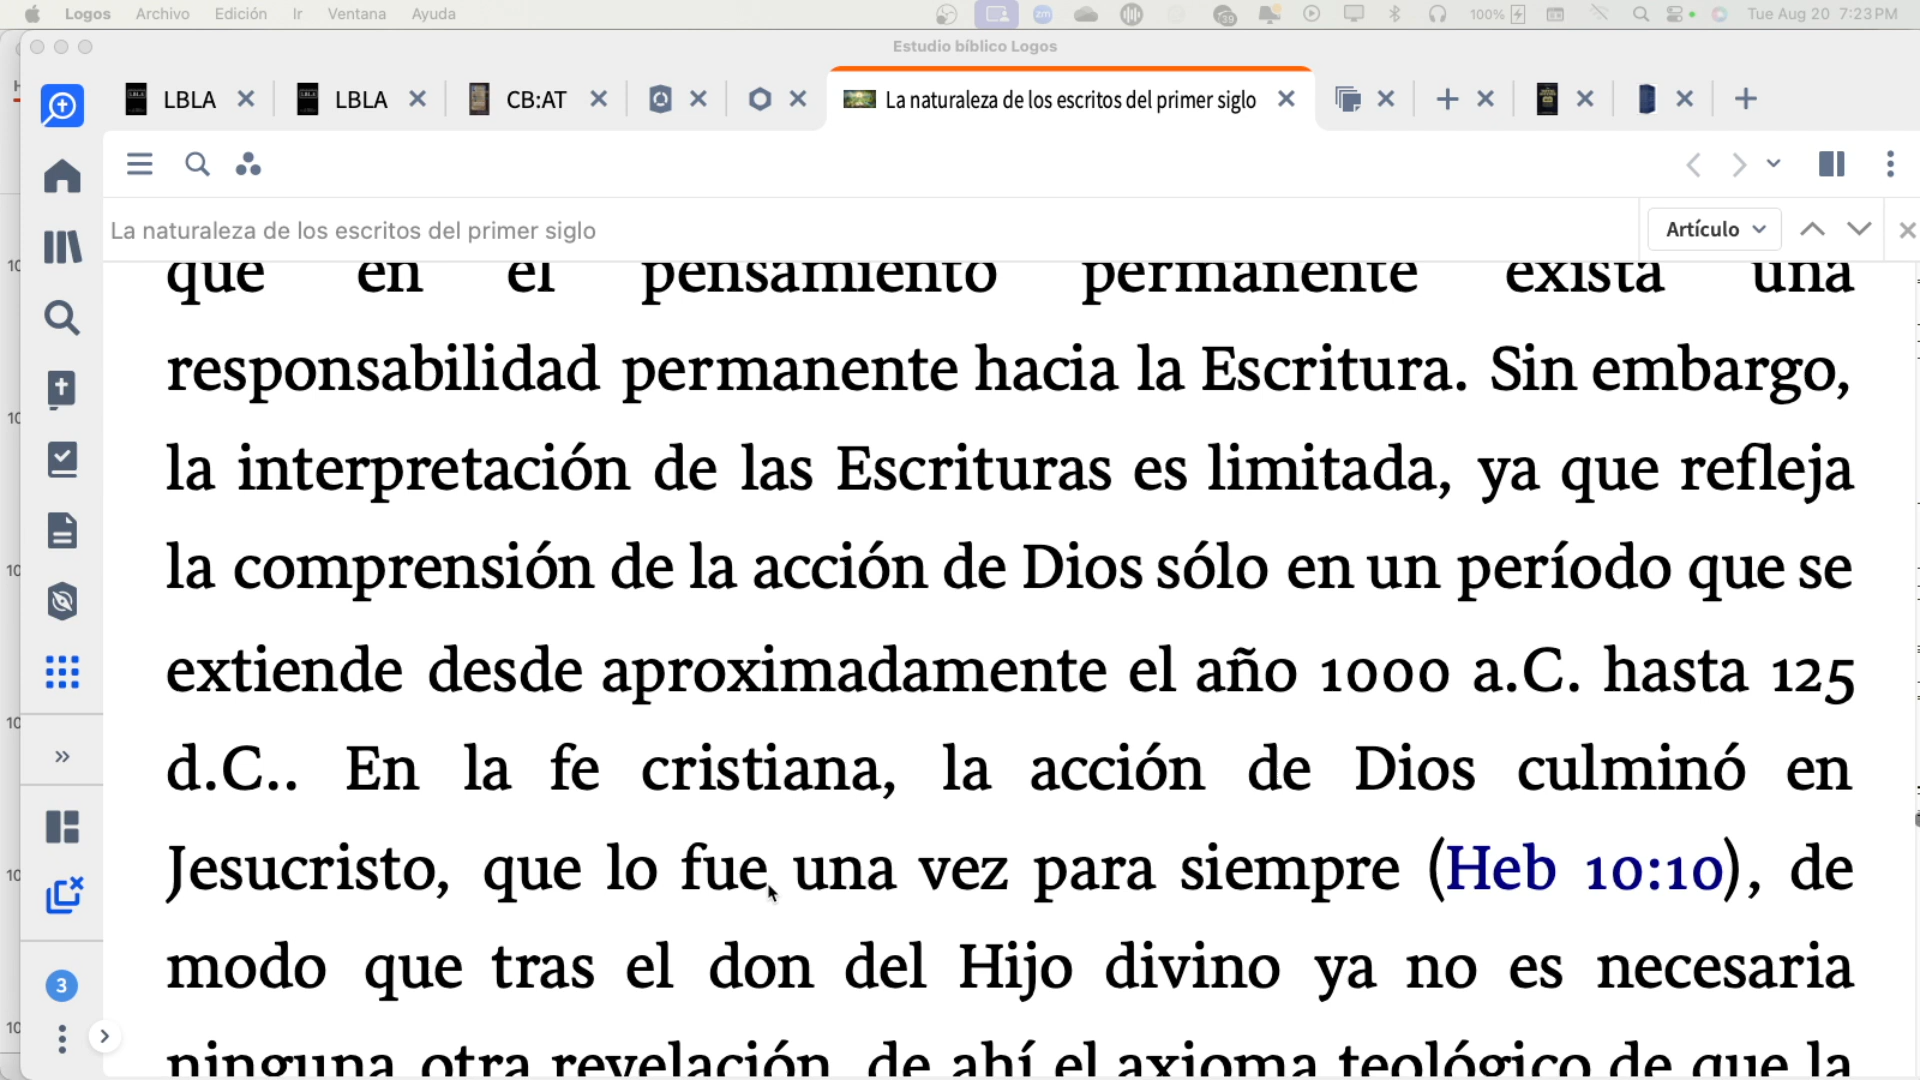 Logos Archivo Edición Ir Ventana Ayuda 39 100% Tue Aug 20 7:23 PM
Estudio bíblico Logos
LBLA LBLA CB:AT La naturaleza de los escritos del primer siglo
La naturaleza de los escritos del primer siglo Artículo
que en el pensamiento permanente exista una
responsabilidad permanente hacia la Escritura. Sin embargo,
la interpretación de las Escrituras es limitada, ya que refleja
la comprensión de la acción de Dios sólo en un período que se
extiende desde aproximadamente el año 1000 a.C. hasta 125
d.C.. En la fe cristiana, la acción de Dios culminó en
Jesucristo, que lo fue una vez para siempre (Heb 10:10), de
modo que tras el don del Hijo divino ya no es necesaria
ninguna otra revelación, de ahí el axioma teológico de que la
3